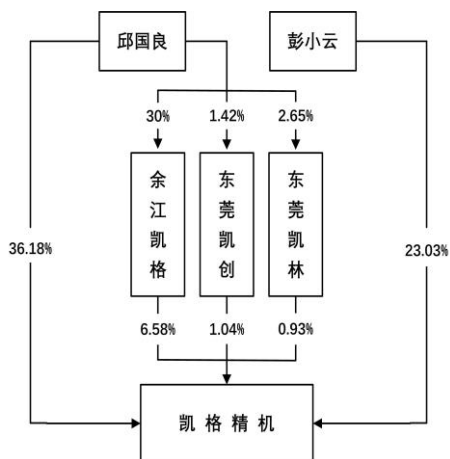 邱国良
彭小云
30%
1.42%
2.65%
余江凯格
东莞凯创
东莞凯林
36.18%
23.03%
6.58%
1.04%
0.93%
凯格精机